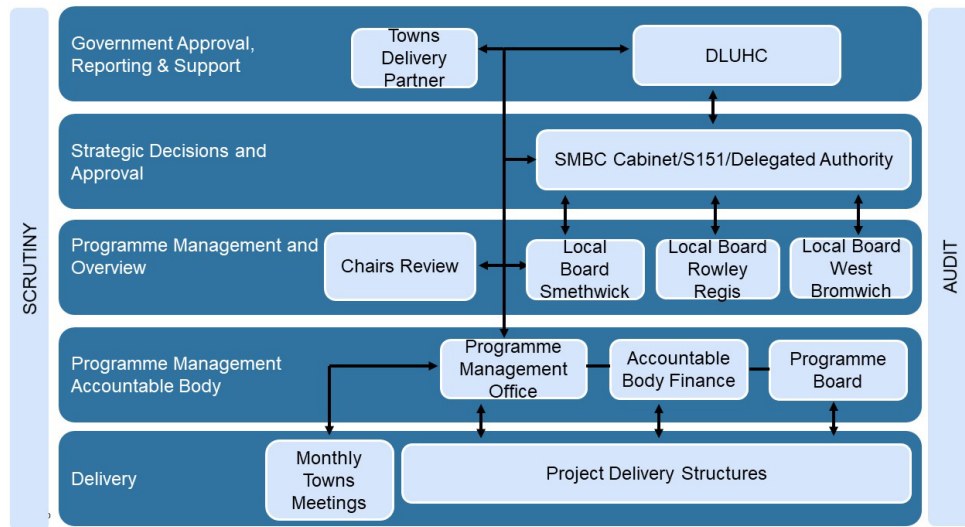 SCRUTINY
Government Approval,
Reporting & Support
Towns
Delivery
Partner
DLUHC
Strategic Decisions and
Approval
SMBC Cabinet/S151/Delegated Authority
Programme Management and
Overview
Chairs Review
Local
Board
Smethwick
Local Board
Rowley
Regis
Local Board
West
Bromwich
Programme Management
Accountable Body
Programme
Management
Office
Accountable
Body Finance
Programme
Board
Delivery
Monthly
Towns
Meetings
Project Delivery Structures
AUDIT